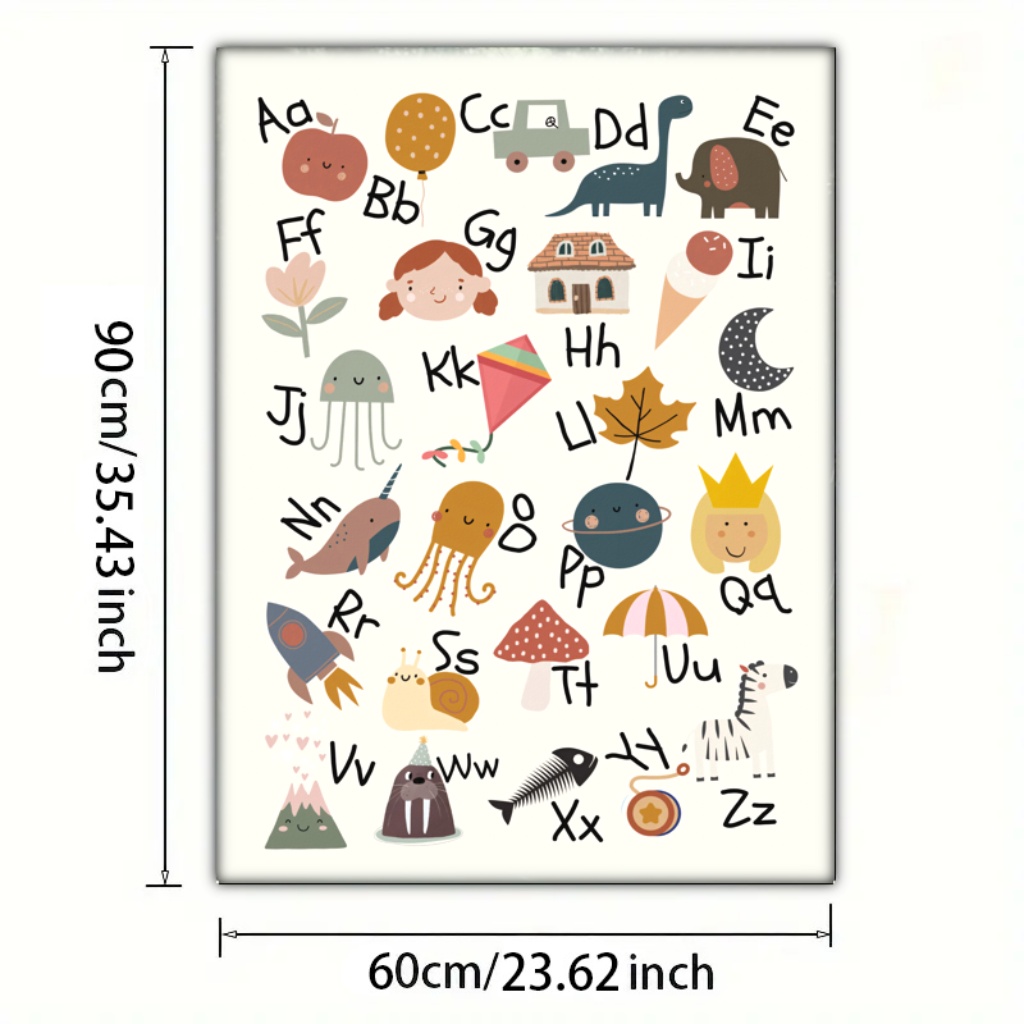 Aa
Bb
Cc
Dd
Ee
Ff
Gg
Hh
Ii
Jj
Kk
Ll
Mm
Nn
Oo
Pp
Qq
Rr
Ss
Tt
Uu
Vv
Ww
Xx
Yy
Zz
90cm/35.43 inch
60cm/23.62 inch